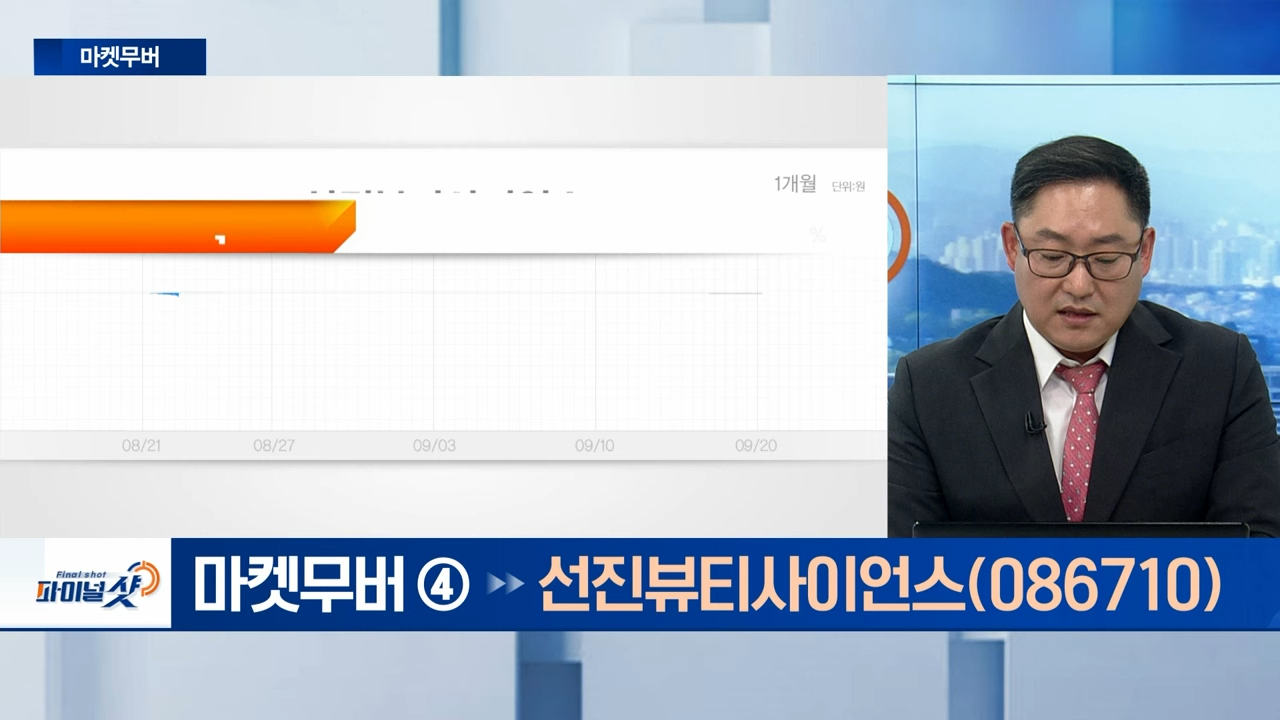 마켓무버
1개월 단위:원
%
08/21 08/27 09/03 09/10 09/20
Final shot
파이널샷
마켓무버 ④ 선진뷰티사이언스(086710)